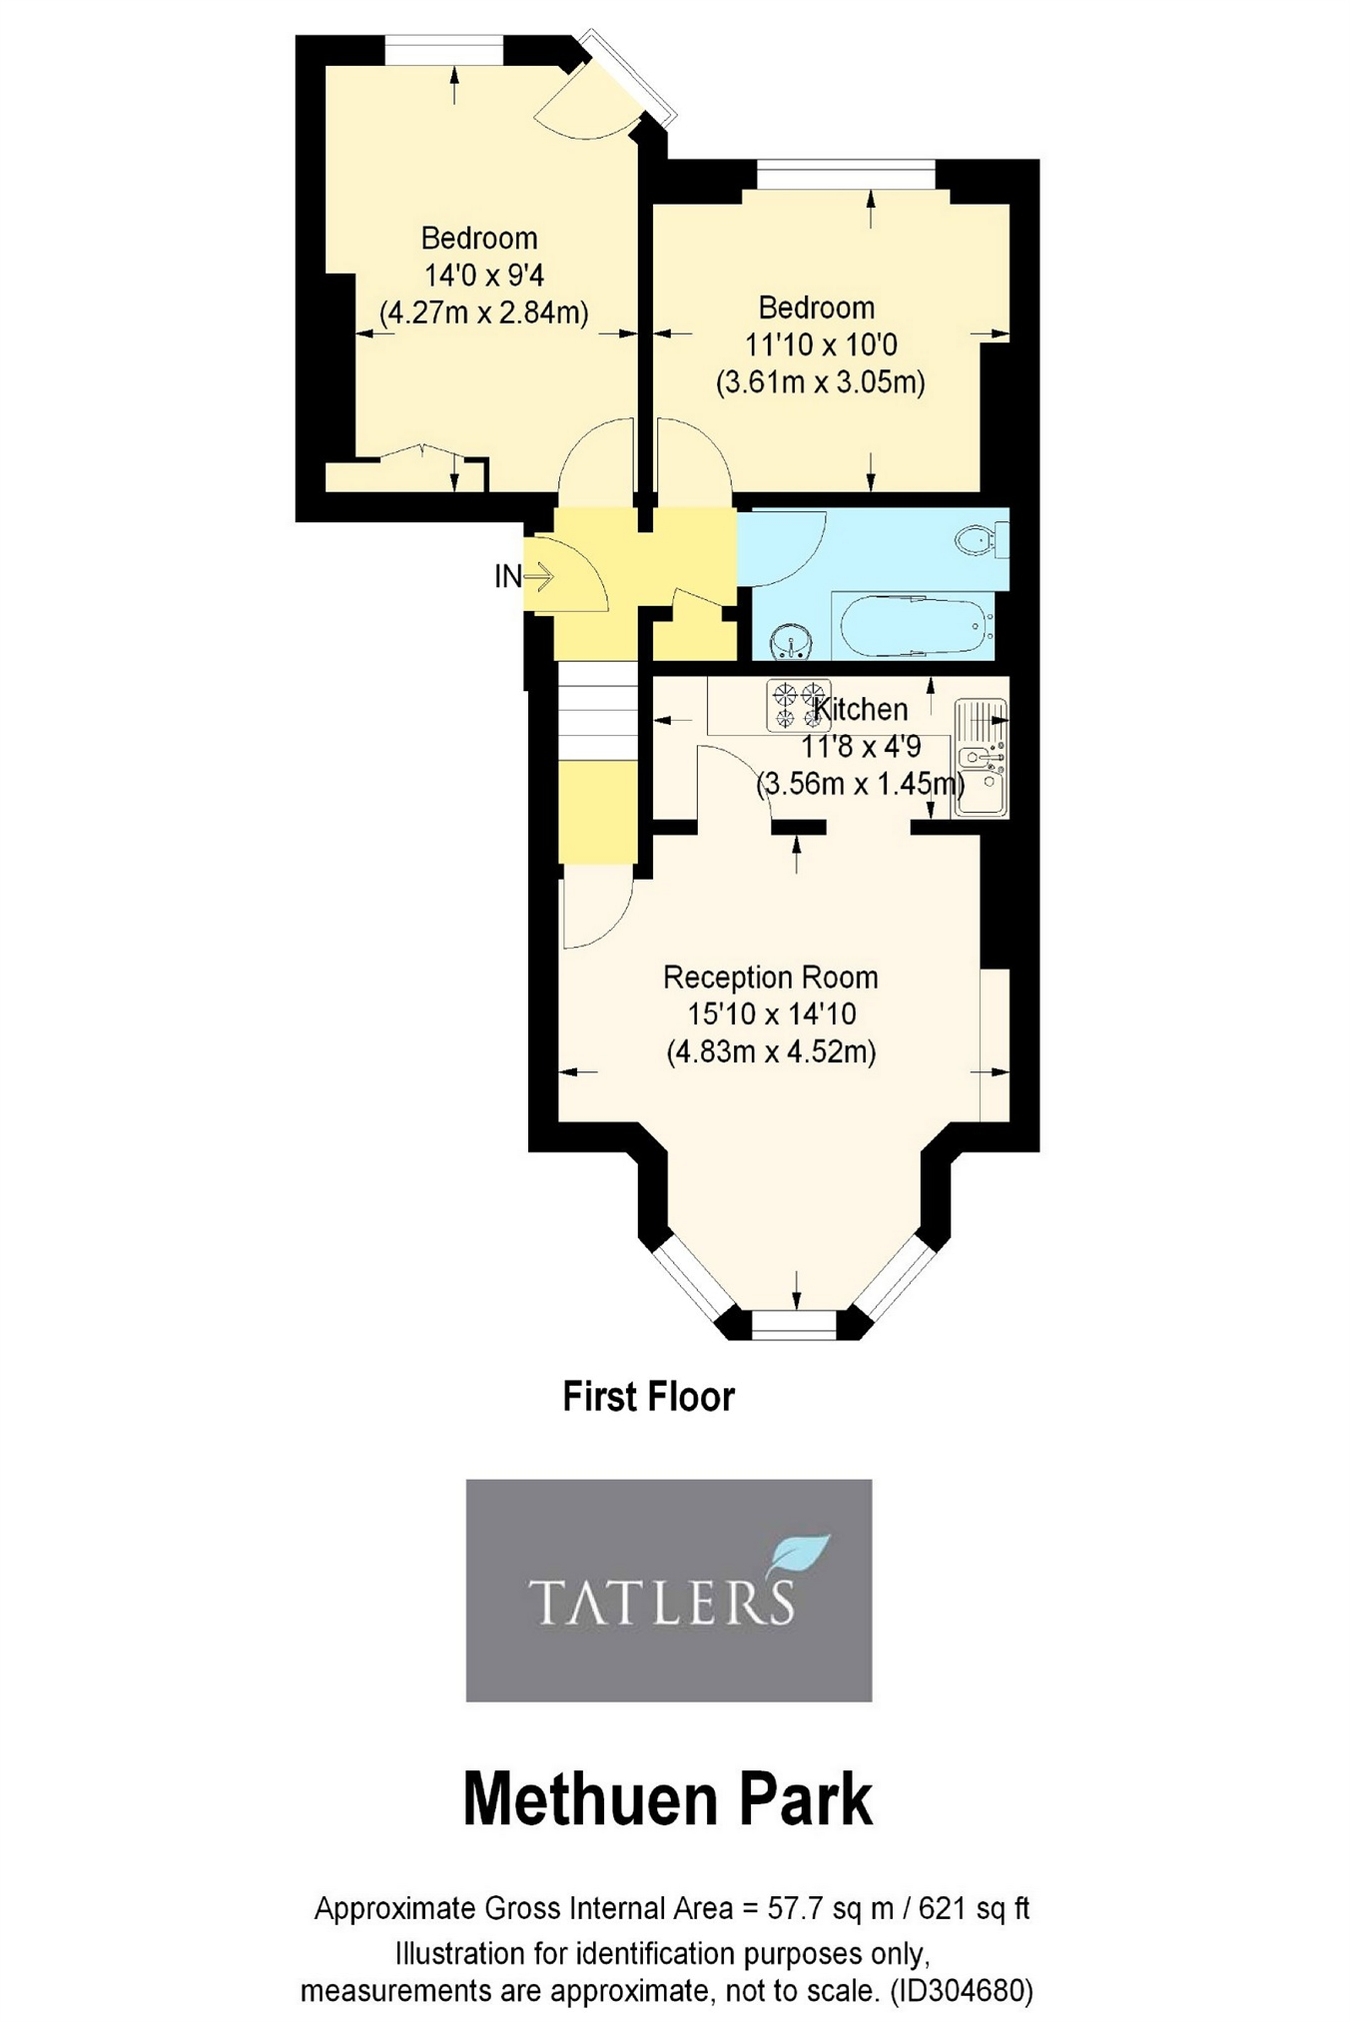 Bedroom
14'0 x 9'4
(4.27m x 2.84m)
Bedroom
11'10 x 10'0
(3.61m x 3.05m)
IN
Kitchen
11'8 x 4'9
(3.56m x 1.45m)
Reception Room
15'10 x 14'10
(4.83m x 4.52m)
First Floor
TATLERS
Methuen Park
Approximate Gross Internal Area = 57.7 sq m / 621 sq ft
Illustration for identification purposes only,
measurements are approximate, not to scale. (ID304680)